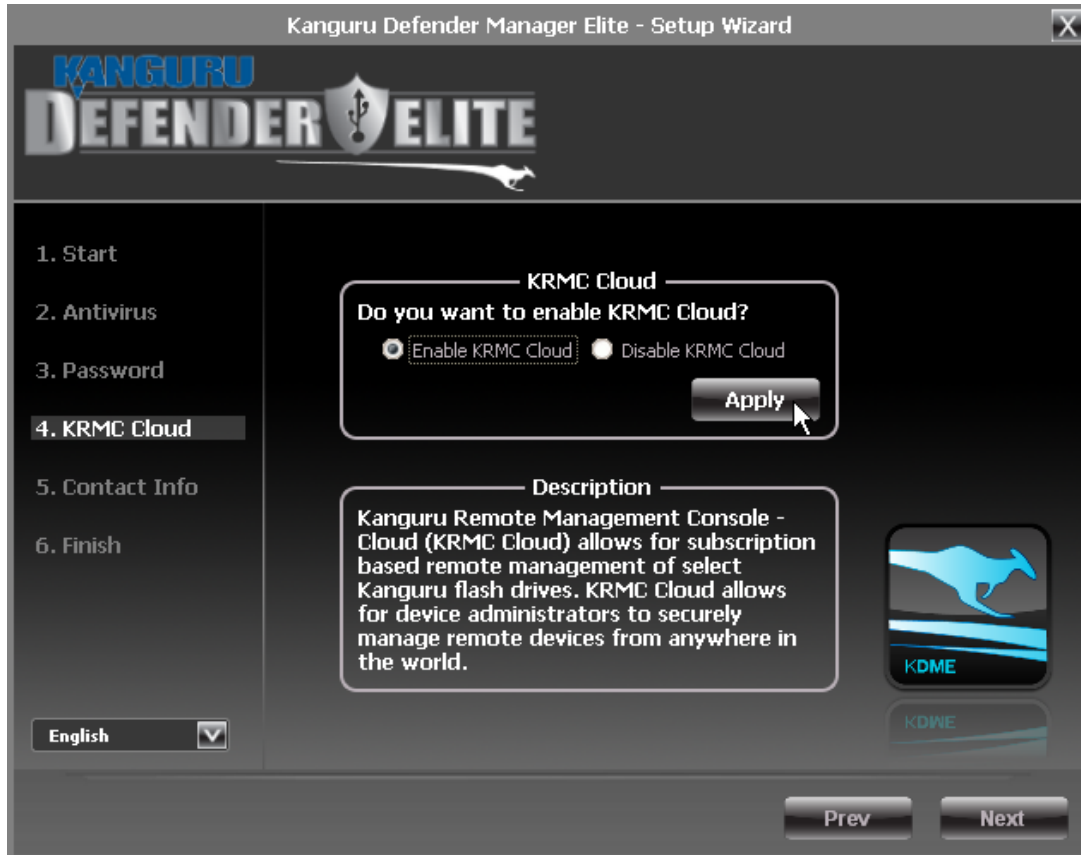 Kanguru Defender Manager Elite - Setup Wizard
X
KANGURU
DEFENDER ELITE
1. Start
2. Antivirus
3. Password
4. KRMC Cloud
5. Contact Info
6. Finish
English
KRMC Cloud
Do you want to enable KRMC Cloud?
Enable KRMC Cloud
Disable KRMC Cloud
Apply
Description
Kanguru Remote Management Console -
Cloud (KRMC Cloud) allows for subscription
based remote management of select
Kanguru flash drives. KRMC Cloud allows
for device administrators to securely
manage remote devices from anywhere in
the world.
KDME
Prev
Next